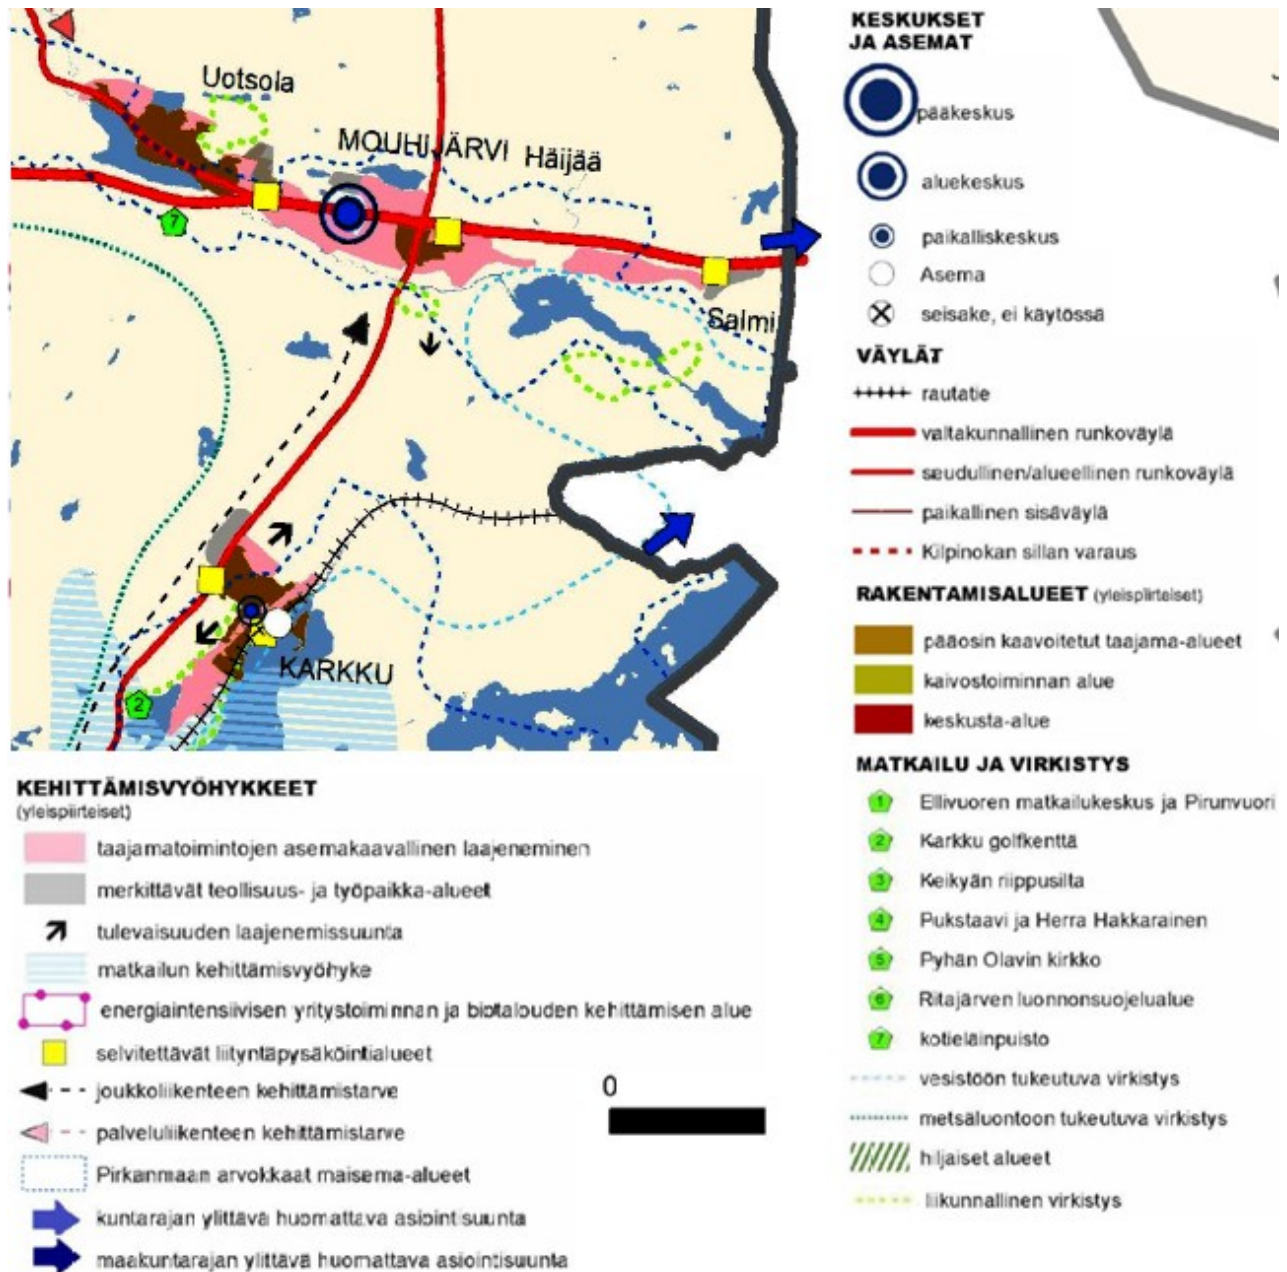 Uotsola
MOUHIJÄRVI Häijää
7
Salmi
KARKKU
2
KESKUKSET
JA ASEMAT
pääkeskus
aluekeskus
paikalliskeskus
Asema
seisake, ei käytössä
VÄYLÄT
rautatie
valtakunnallinen runkoväylä
seudullinen/alueellinen runkoväylä
paikallinen sisäväylä
Kilpinokan sillan varaus
RAKENTAMISALUEET (yleispiirteiset)
pääosin kaavoitetut taajama-alueet
kaivostoiminnan alue
keskusta-alue
MATKAILU JA VIRKISTYS
1 Ellivuoren matkailukeskus ja Pirunvuori
2 Karkku golfkenttä
3 Keikyän riippusilta
4 Pukstaavi ja Herra Hakkarainen
5 Pyhän Olavin kirkko
6 Ritajärven luonnonsuojelualue
7 kotieläinpuisto
vesistöön tukeutuva virkistys
metsäluontoon tukeutuva virkistys
hiljaiset alueet
liikunnallinen virkistys
KEHITTÄMISVYÖHYKKEET
(yleispiirteiset)
taajamatoimintojen asemakaavallinen laajeneminen
merkittävät teollisuus- ja työpaikka-alueet
tulevaisuuden laajenemissuunta
matkailun kehittämisvyöhyke
energiaintensiivisen yritystoiminnan ja biotalouden kehittämisen alue
selvitettävät liityntäpysäköintialueet
joukkoliikenteen kehittämistarve
palveluliikenteen kehittämistarve
Pirkanmaan arvokkaat maisema-alueet
kuntarajan ylittävä huomattava asiointisuunta
maakuntarajan ylittävä huomattava asiointisuunta
0